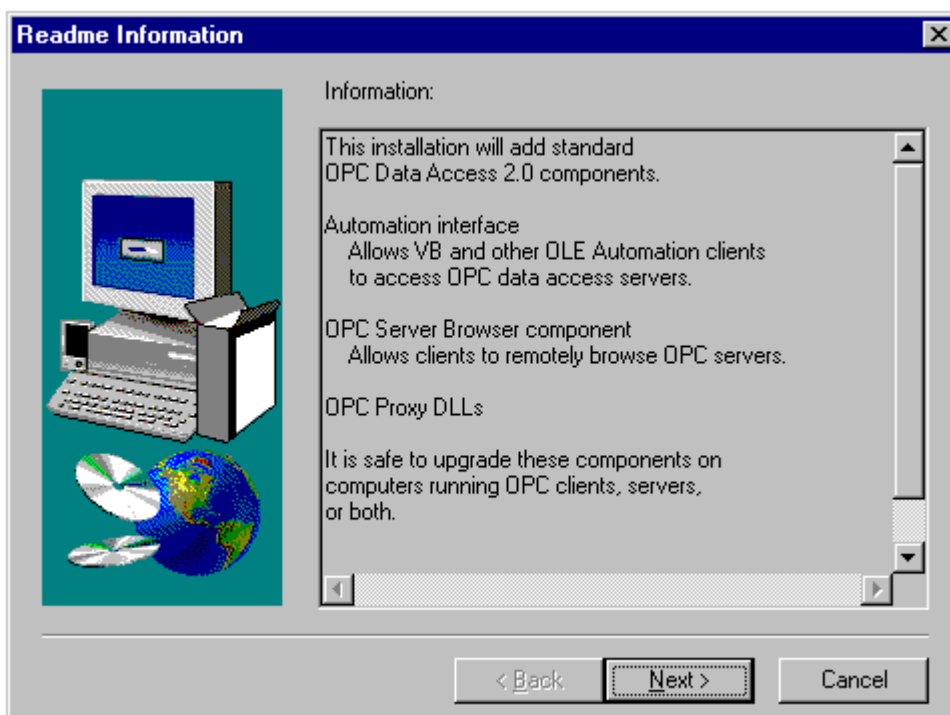 Readme Information
Information:
This installation will add standard
OPC Data Access 2.0 components.
Automation interface
Allows VB and other OLE Automation clients
to access OPC data access servers.
OPC Server Browser component
Allows clients to remotely browse OPC servers.
OPC Proxy DLLs
It is safe to upgrade these components on
computers running OPC clients, servers,
or both.
< Back
Next >
Cancel